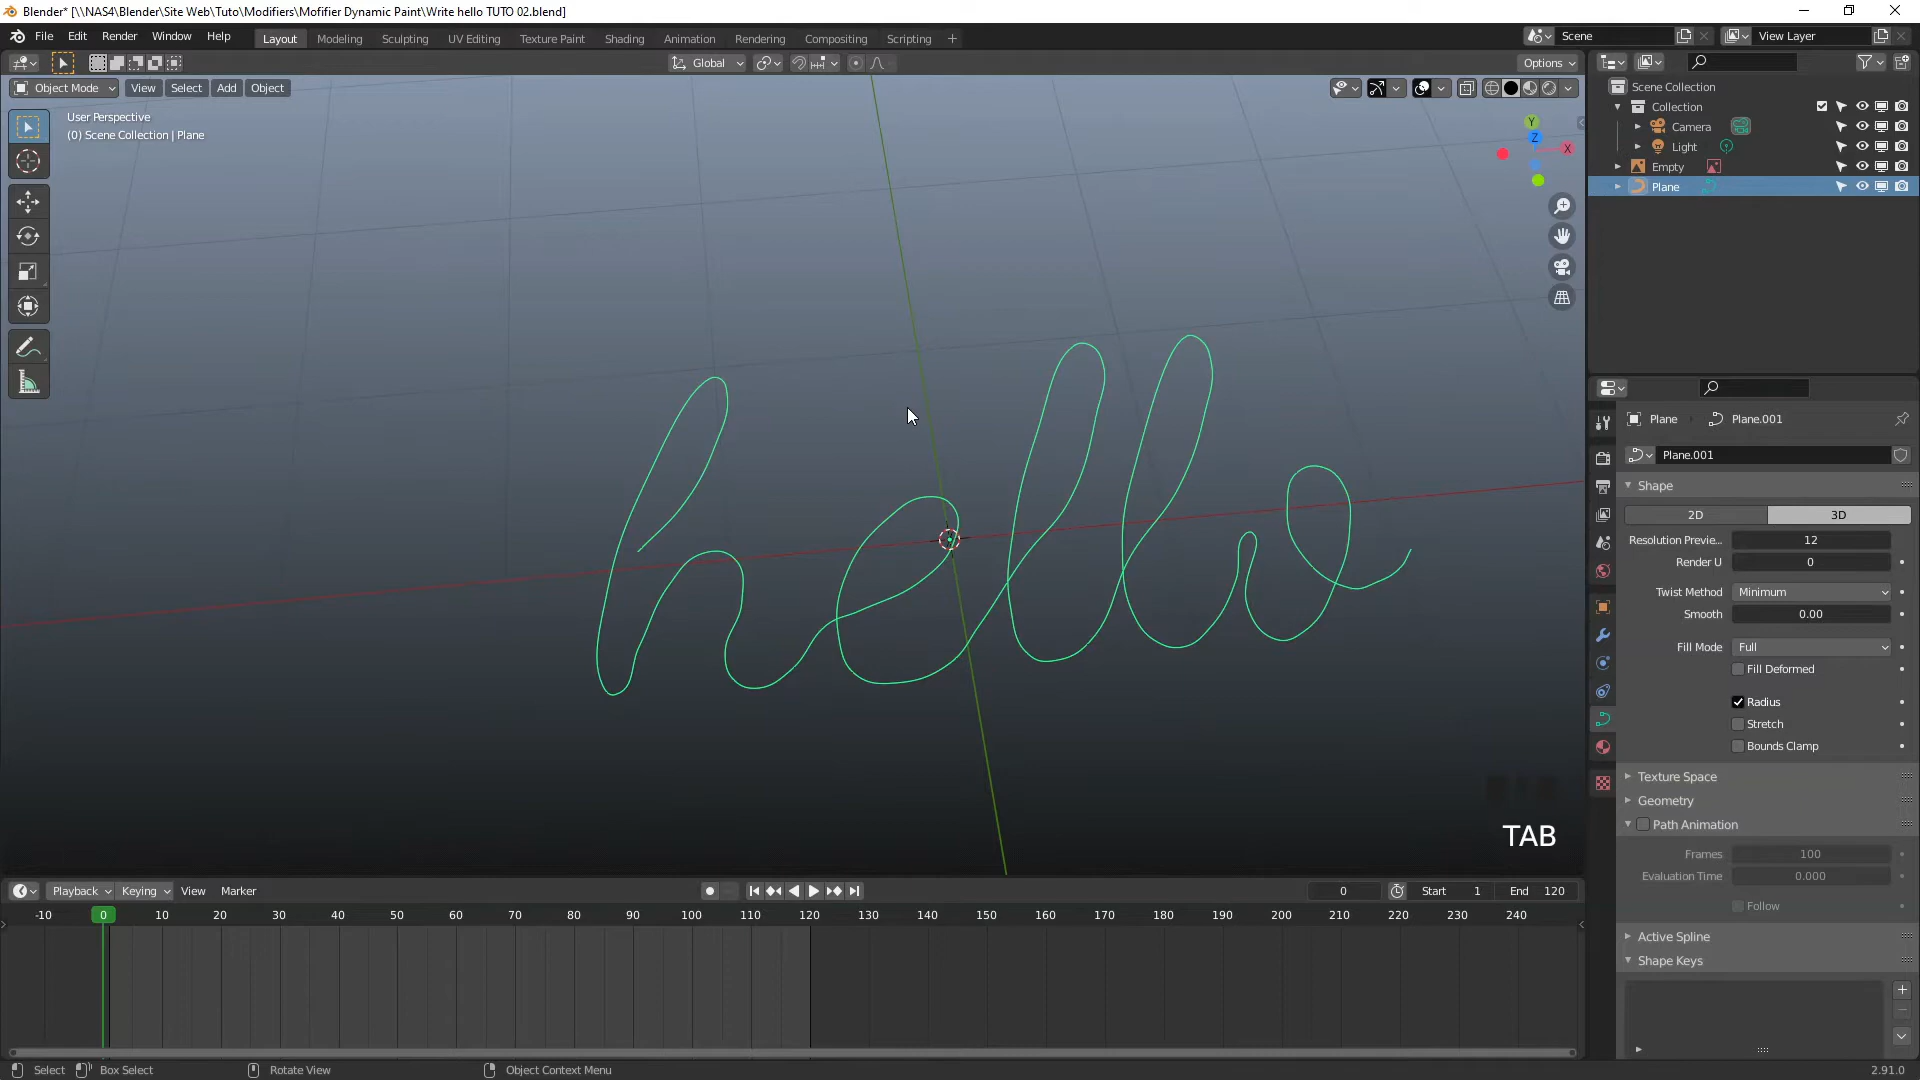 Blender* [\\NAS4\Blender\Site Web\Tuto\Modifiers\Mofifier Dynamic Paint\Write hello TUTO 02.blend]
File Edit Render Window Help Layout Modeling Sculpting UV Editing Texture Paint Shading Animation Rendering Compositing Scripting + Scene View Layer
Global Options
Object Mode View Select Add Object
User Perspective
(0) Scene Collection | Plane
Y
Z
X
hello
TAB
Scene Collection
Collection
Camera
Light
Empty
Plane
Plane Plane.001
Plane.001
Shape
2D 3D
Resolution Previe... 12
Render U 0
Twist Method Minimum
Smooth 0.00
Fill Mode Full
Fill Deformed
Radius
Stretch
Bounds Clamp
Texture Space
Geometry
Path Animation
Frames 100
Evaluation Time 0.000
Follow
Active Spline
Shape Keys
Playback Keying View Marker 0 Start 1 End 120
-10 0 10 20 30 40 50 60 70 80 90 100 110 120 130 140 150 160 170 180 190 200 210 220 230 240
Select Box Select Rotate View Object Context Menu 2.91.0